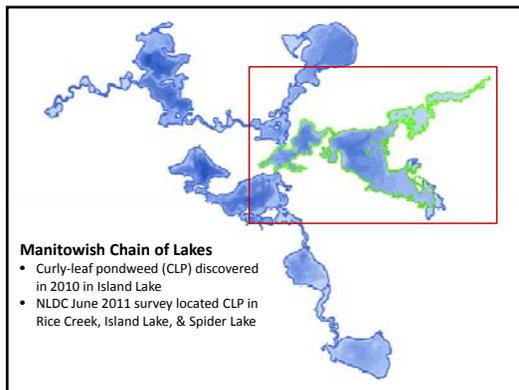 Manitowish Chain of Lakes
• Curly-leaf pondweed (CLP) discovered
in 2010 in Island Lake
• NLDC June 2011 survey located CLP in
Rice Creek, Island Lake, & Spider Lake